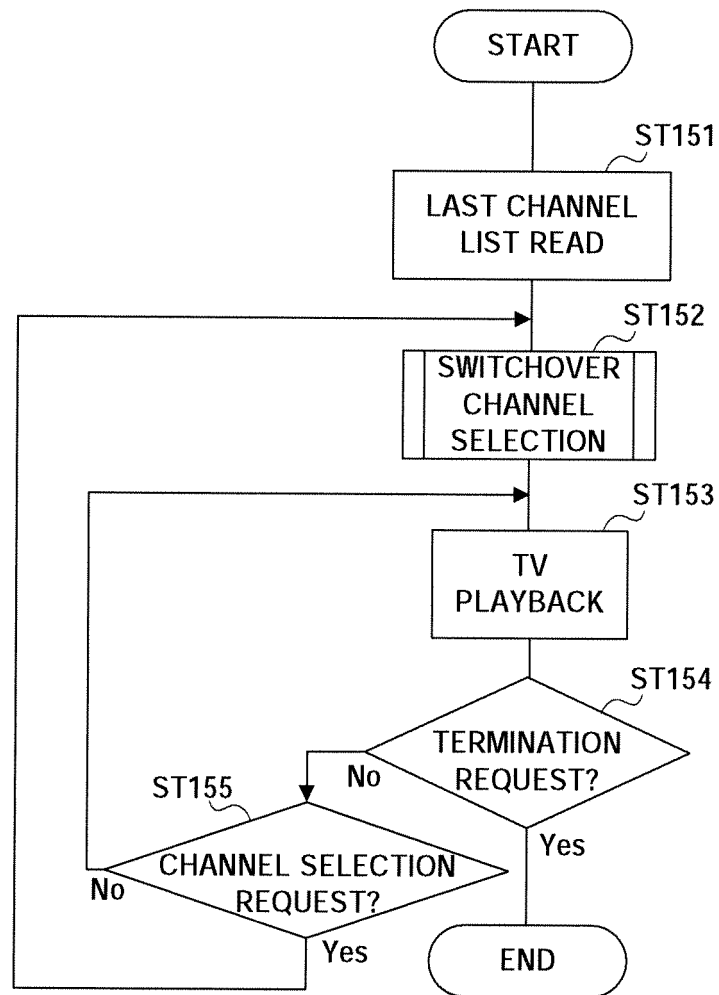 START
ST151
LAST CHANNEL
LIST READ
ST152
SWITCHOVER
CHANNEL
SELECTION
ST153
TV
PLAYBACK
ST154
TERMINATION
REQUEST?
No
Yes
ST155
CHANNEL SELECTION
REQUEST?
No
Yes
END